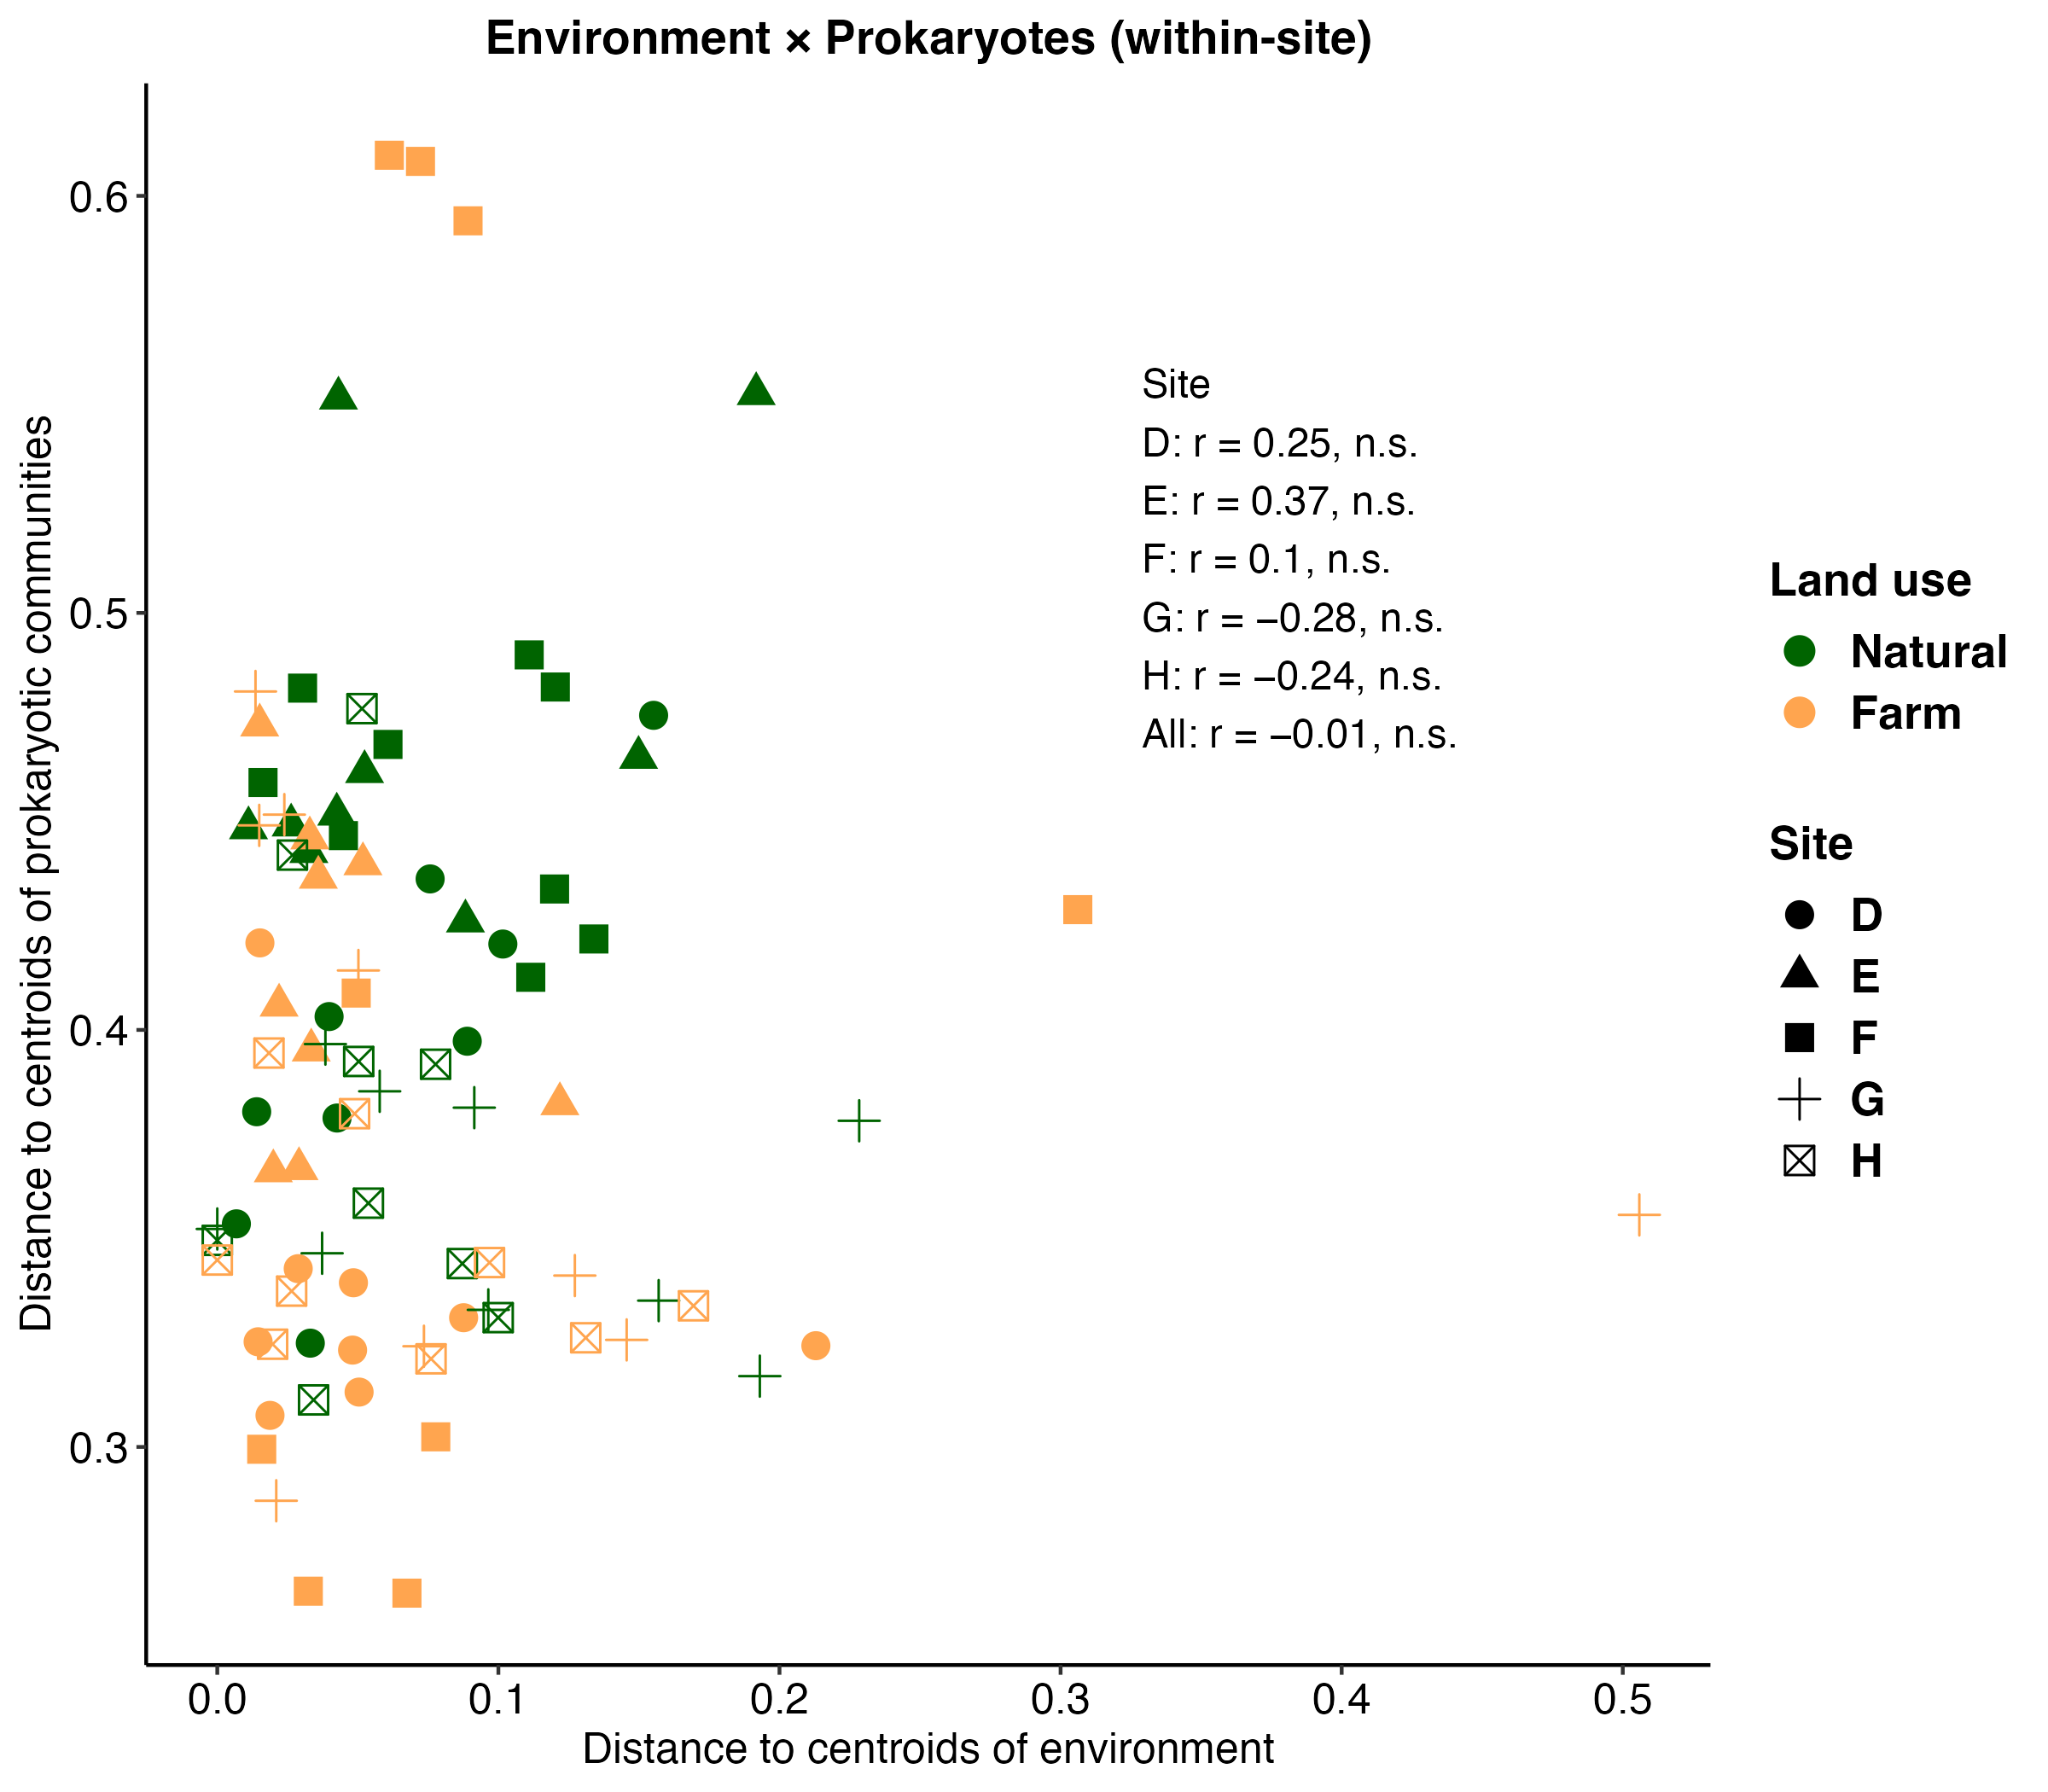 Environment × Prokaryotes (within-site)
Distance to centroids of prokaryotic communities
0.6
0.5
0.4
0.3
Site
D: r = 0.25, n.s.
E: r = 0.37, n.s.
F: r = 0.1, n.s.
G: r = −0.28, n.s.
H: r = −0.24, n.s.
All: r = −0.01, n.s.
Land use
Natural
Farm
Site
D
E
F
G
H
0.0 0.1 0.2 0.3 0.4 0.5
Distance to centroids of environment